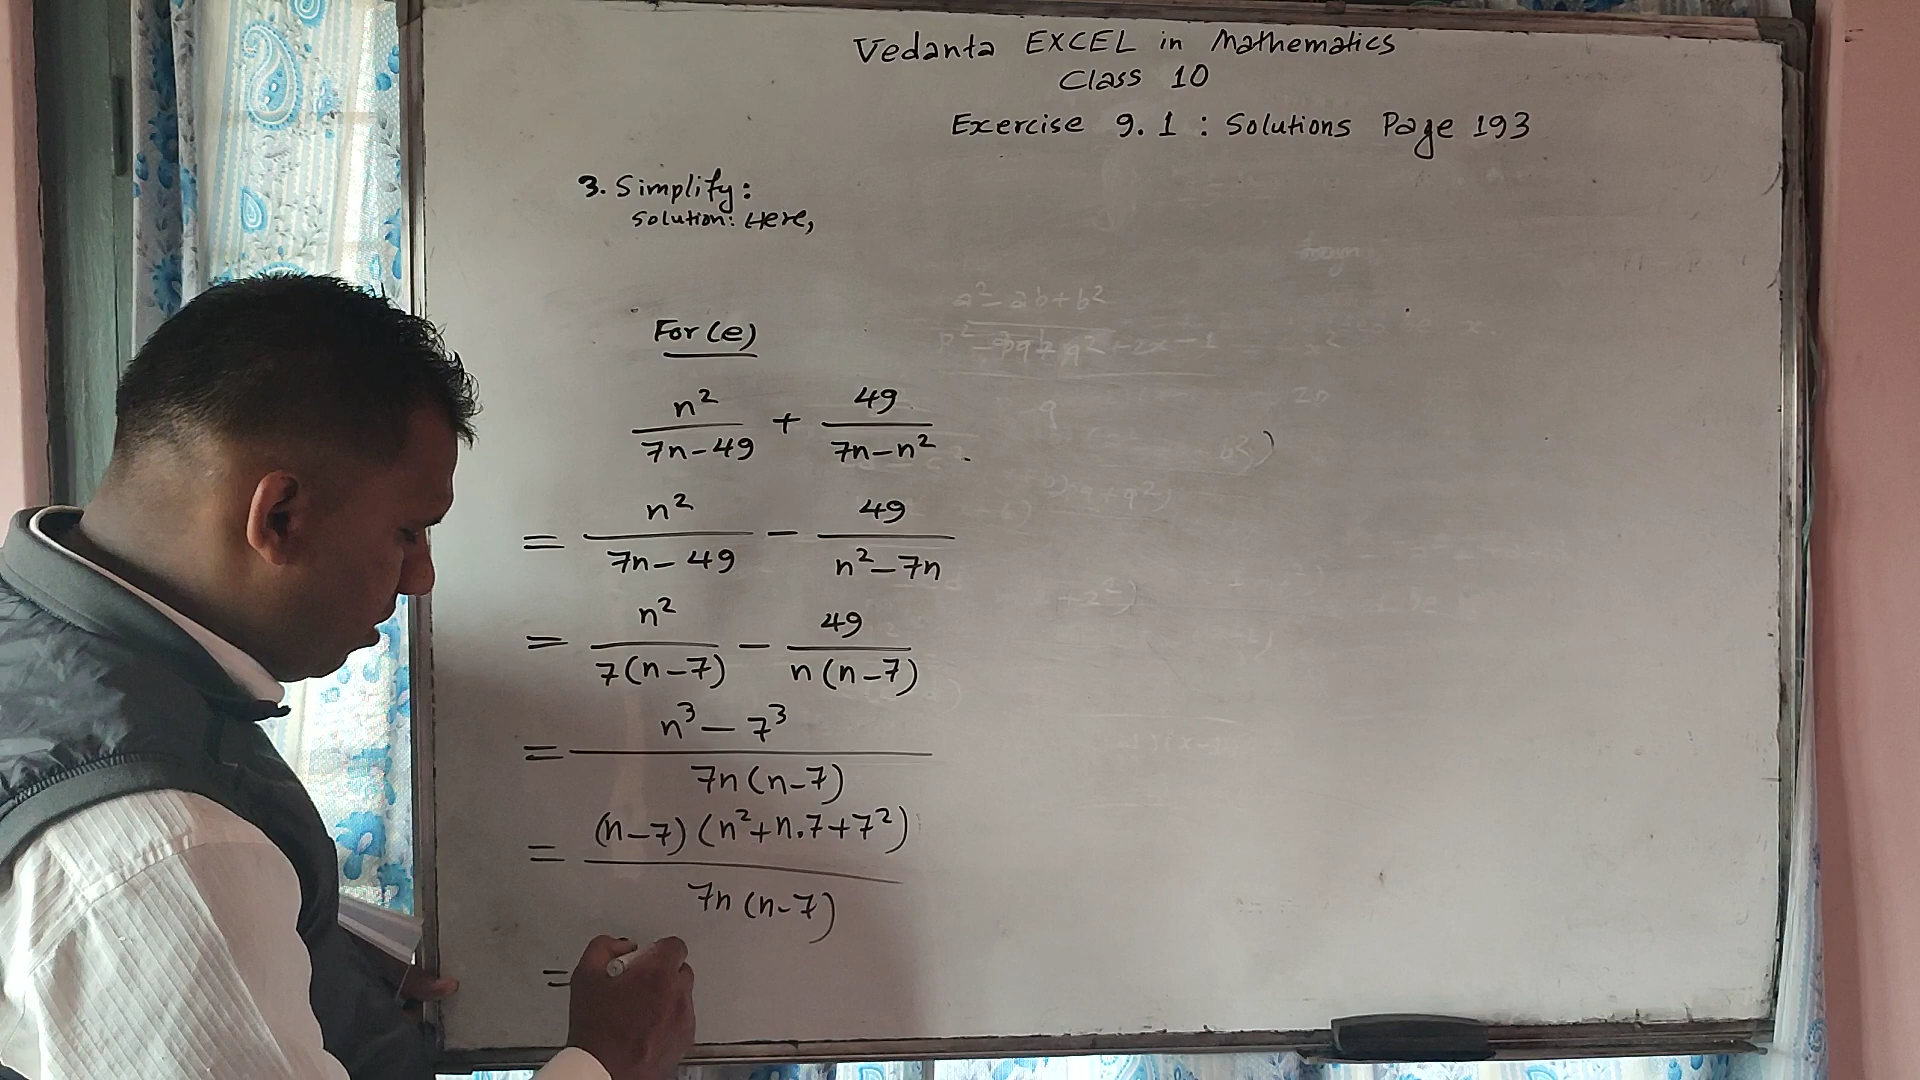 Vedanta EXCEL in Mathematics
Class 10
Exercise 9.1 : Solutions Page 193
3. Simplify:
Solution: Here,
For (e)
n²/(7n-49) + 49/(7n-n²).
= n²/(7n-49) - 49/(n²-7n)
= n²/7(n-7) - 49/n(n-7)
= (n³-7³)/7n(n-7)
= (n-7)(n²+n.7+7²)/7n(n-7)
=